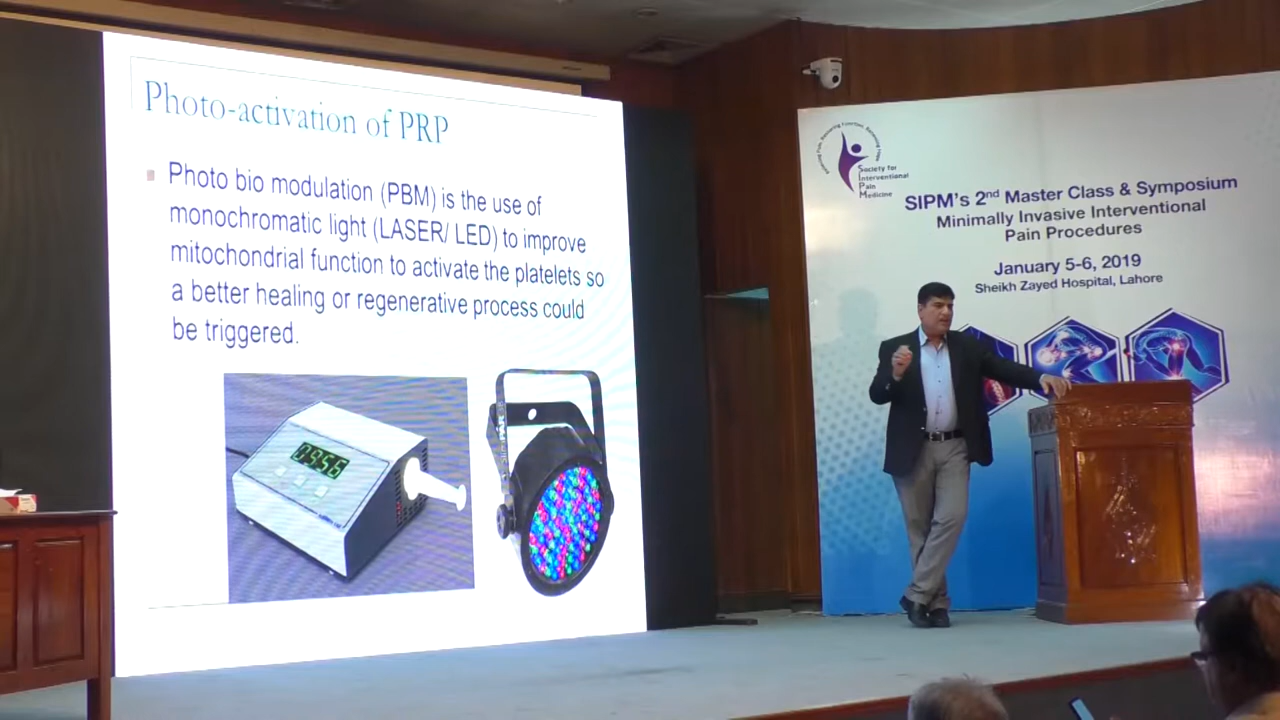 Photo-activation of PRP
Photo bio modulation (PBM) is the use of
monochromatic light (LASER/ LED) to improve
mitochondrial function to activate the platelets so
a better healing or regenerative process could
be triggered.
0956
Society for
Interventional
Pain
Medicine
SIPM's 2nd Master Class & Symposium
Minimally Invasive Interventional
Pain Procedures
January 5-6, 2019
Sheikh Zayed Hospital, Lahore